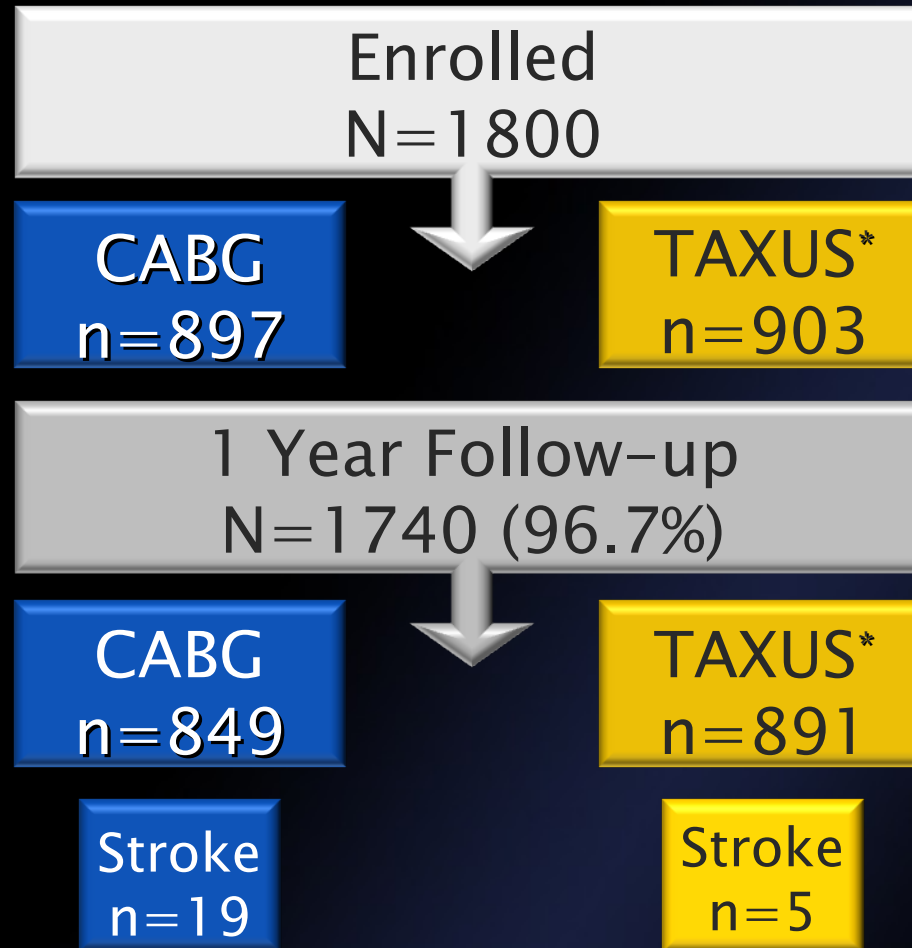 Enrolled
N=1800
CABG
n=897
TAXUS*
n=903
1 Year Follow-up
N=1740 (96.7%)
CABG
n=849
TAXUS*
n=891
Stroke
n=19
Stroke
n=5